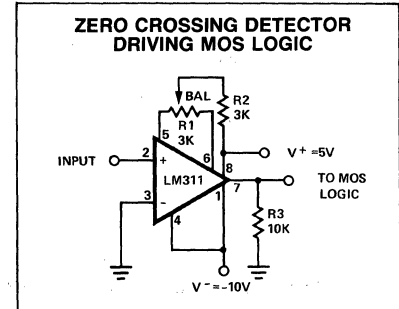 ZERO CROSSING DETECTOR
DRIVING MOS LOGIC
BAL
R2
3K
5
R1
3K
INPUT
2
+
6
8
V+ ≈5V
LM311
7
TO MOS
LOGIC
3
-
1
4
R3
10K
V- ≈-10V